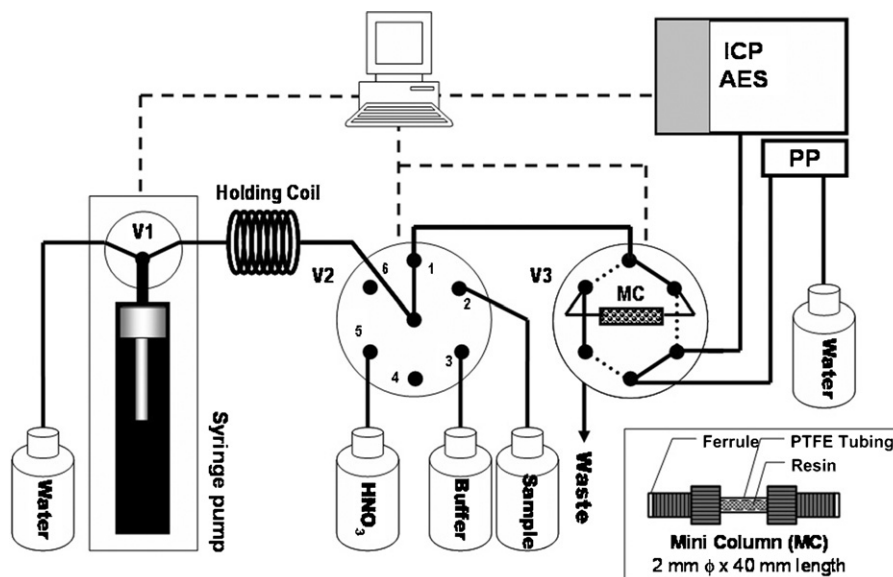 ICP
AES
PP
Holding Coil
V1
V2
V3
6
1
5
2
4
3
MC
Water
Syringe pump
HNO3
Buffer
Sample
Waste
Water
Ferrule
PTFE Tubing
Resin
Mini Column (MC)
2 mm ϕ x 40 mm length